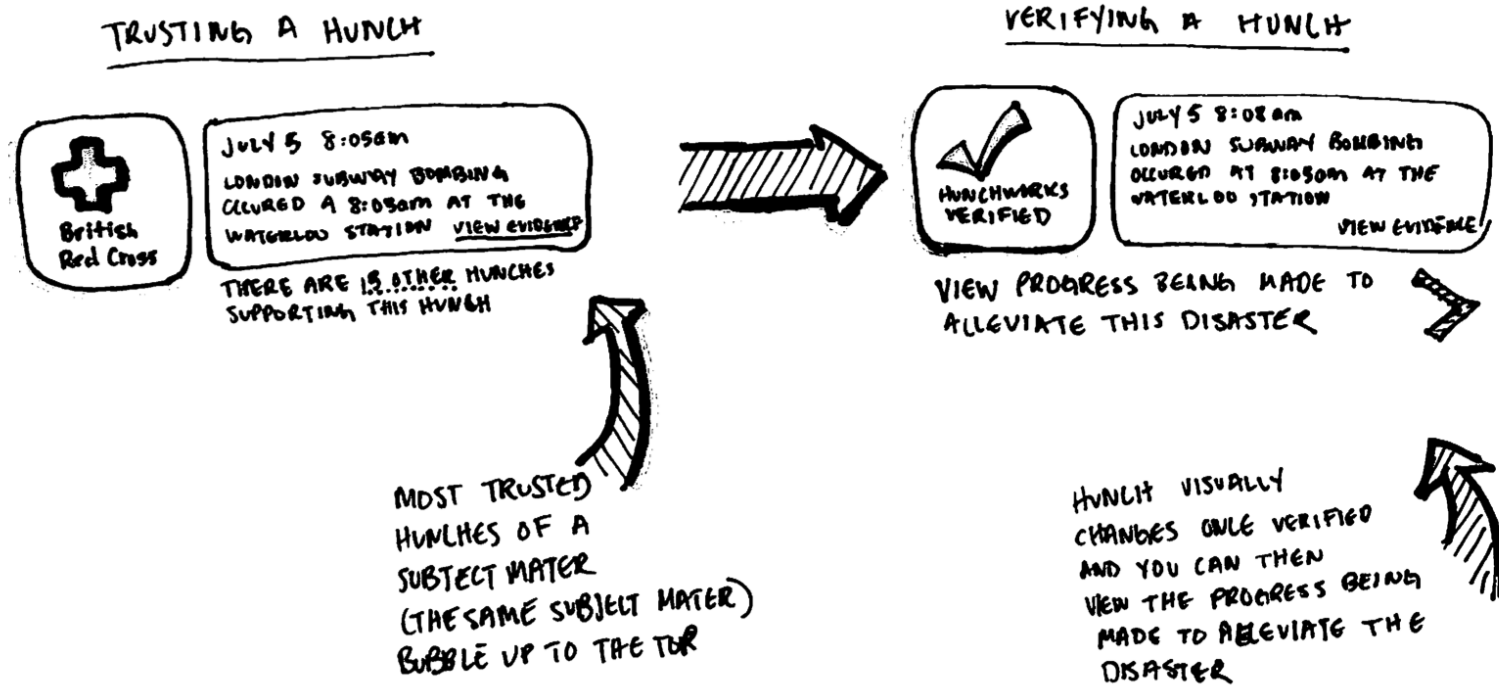 TRUSTING A HUNCH
British
Red Cross
JULY 5 8:05am
LONDON SUBWAY BOMBING
OCCURED A 8:05am AT THE
WATERLOO STATION VIEW EVIDENCE
THERE ARE 15 OTHER HUNCHES
SUPPORTING THIS HUNCH
MOST TRUSTED
HUNCHES OF A
SUBJECT MATER
(THE SAME SUBJECT MATER)
BUBBLE UP TO THE TOP
VERIFYING A HUNCH
HUNCHWORKS
VERIFIED
JULY 5 8:08 am
LONDON SUBWAY BOMBING
OCCURED AT 8:05am AT THE
WATERLOO STATION
VIEW EVIDENCE
VIEW PROGRESS BEING MADE TO
ALLEVIATE THIS DISASTER
HUNCH VISUALLY
CHANGES ONCE VERIFIED
AND YOU CAN THEN
VIEW THE PROGRESS BEING
MADE TO ALLEVIATE THE
DISASTER